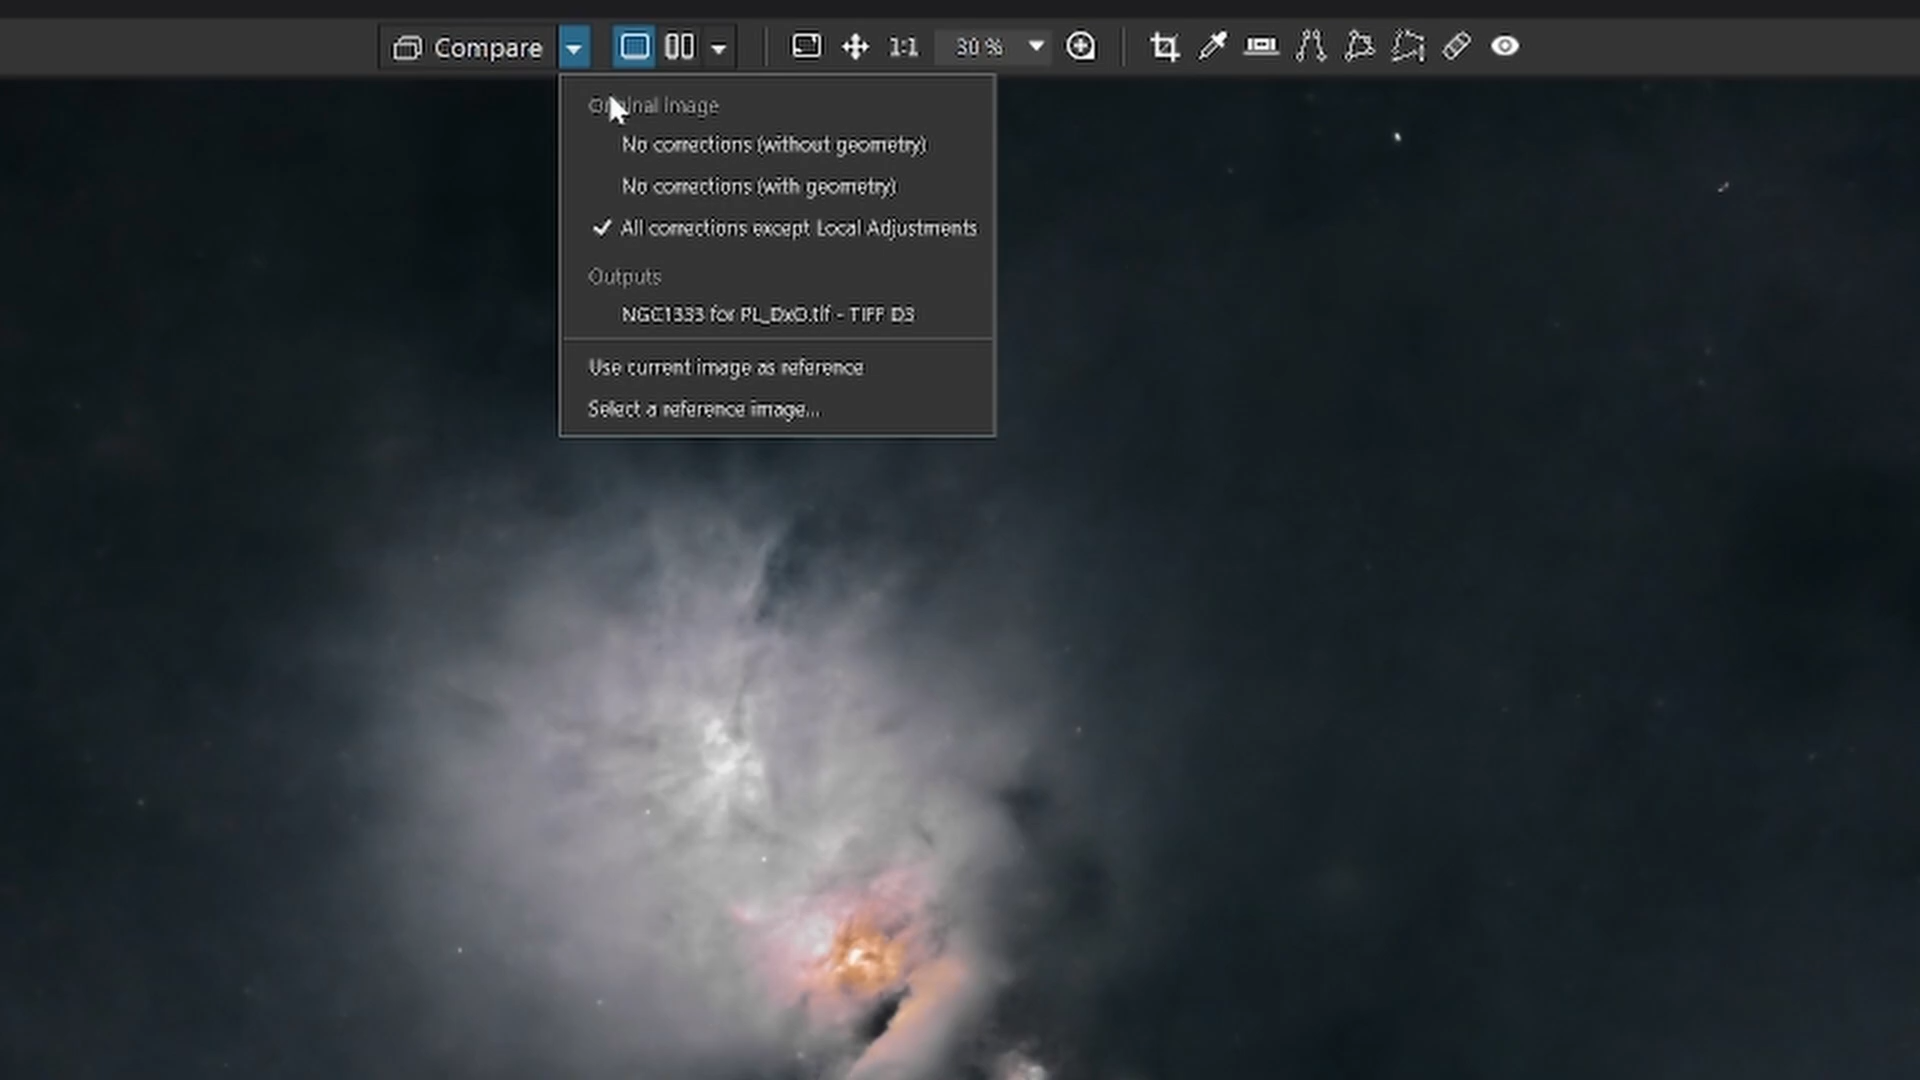 Compare
1:1
30 %
Original image
No corrections (without geometry)
No corrections (with geometry)
All corrections except Local Adjustments
Outputs
NGC1333 for PL_DxO.tif - TIFF D3
Use current image as reference
Select a reference image...